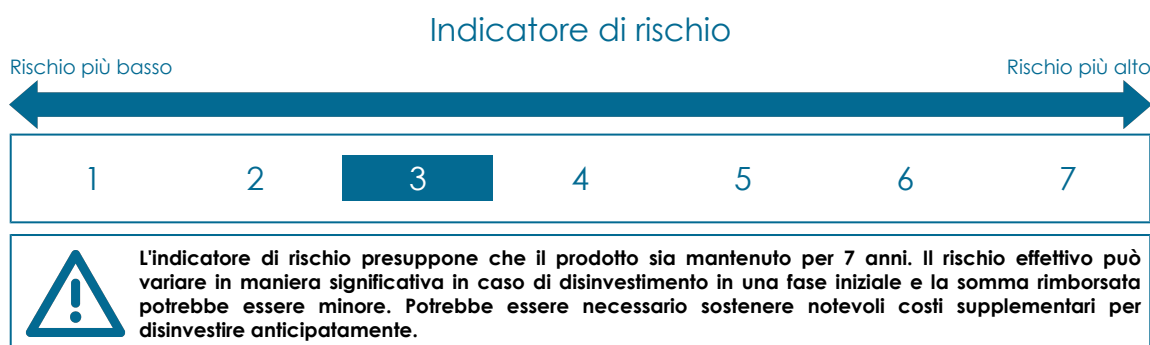 Indicatore di rischio
Rischio più basso
Rischio più alto
1 2 3 4 5 6 7
L'indicatore di rischio presuppone che il prodotto sia mantenuto per 7 anni. Il rischio effettivo può
variare in maniera significativa in caso di disinvestimento in una fase iniziale e la somma rimborsata
potrebbe essere minore. Potrebbe essere necessario sostenere notevoli costi supplementari per
disinvestire anticipatamente.